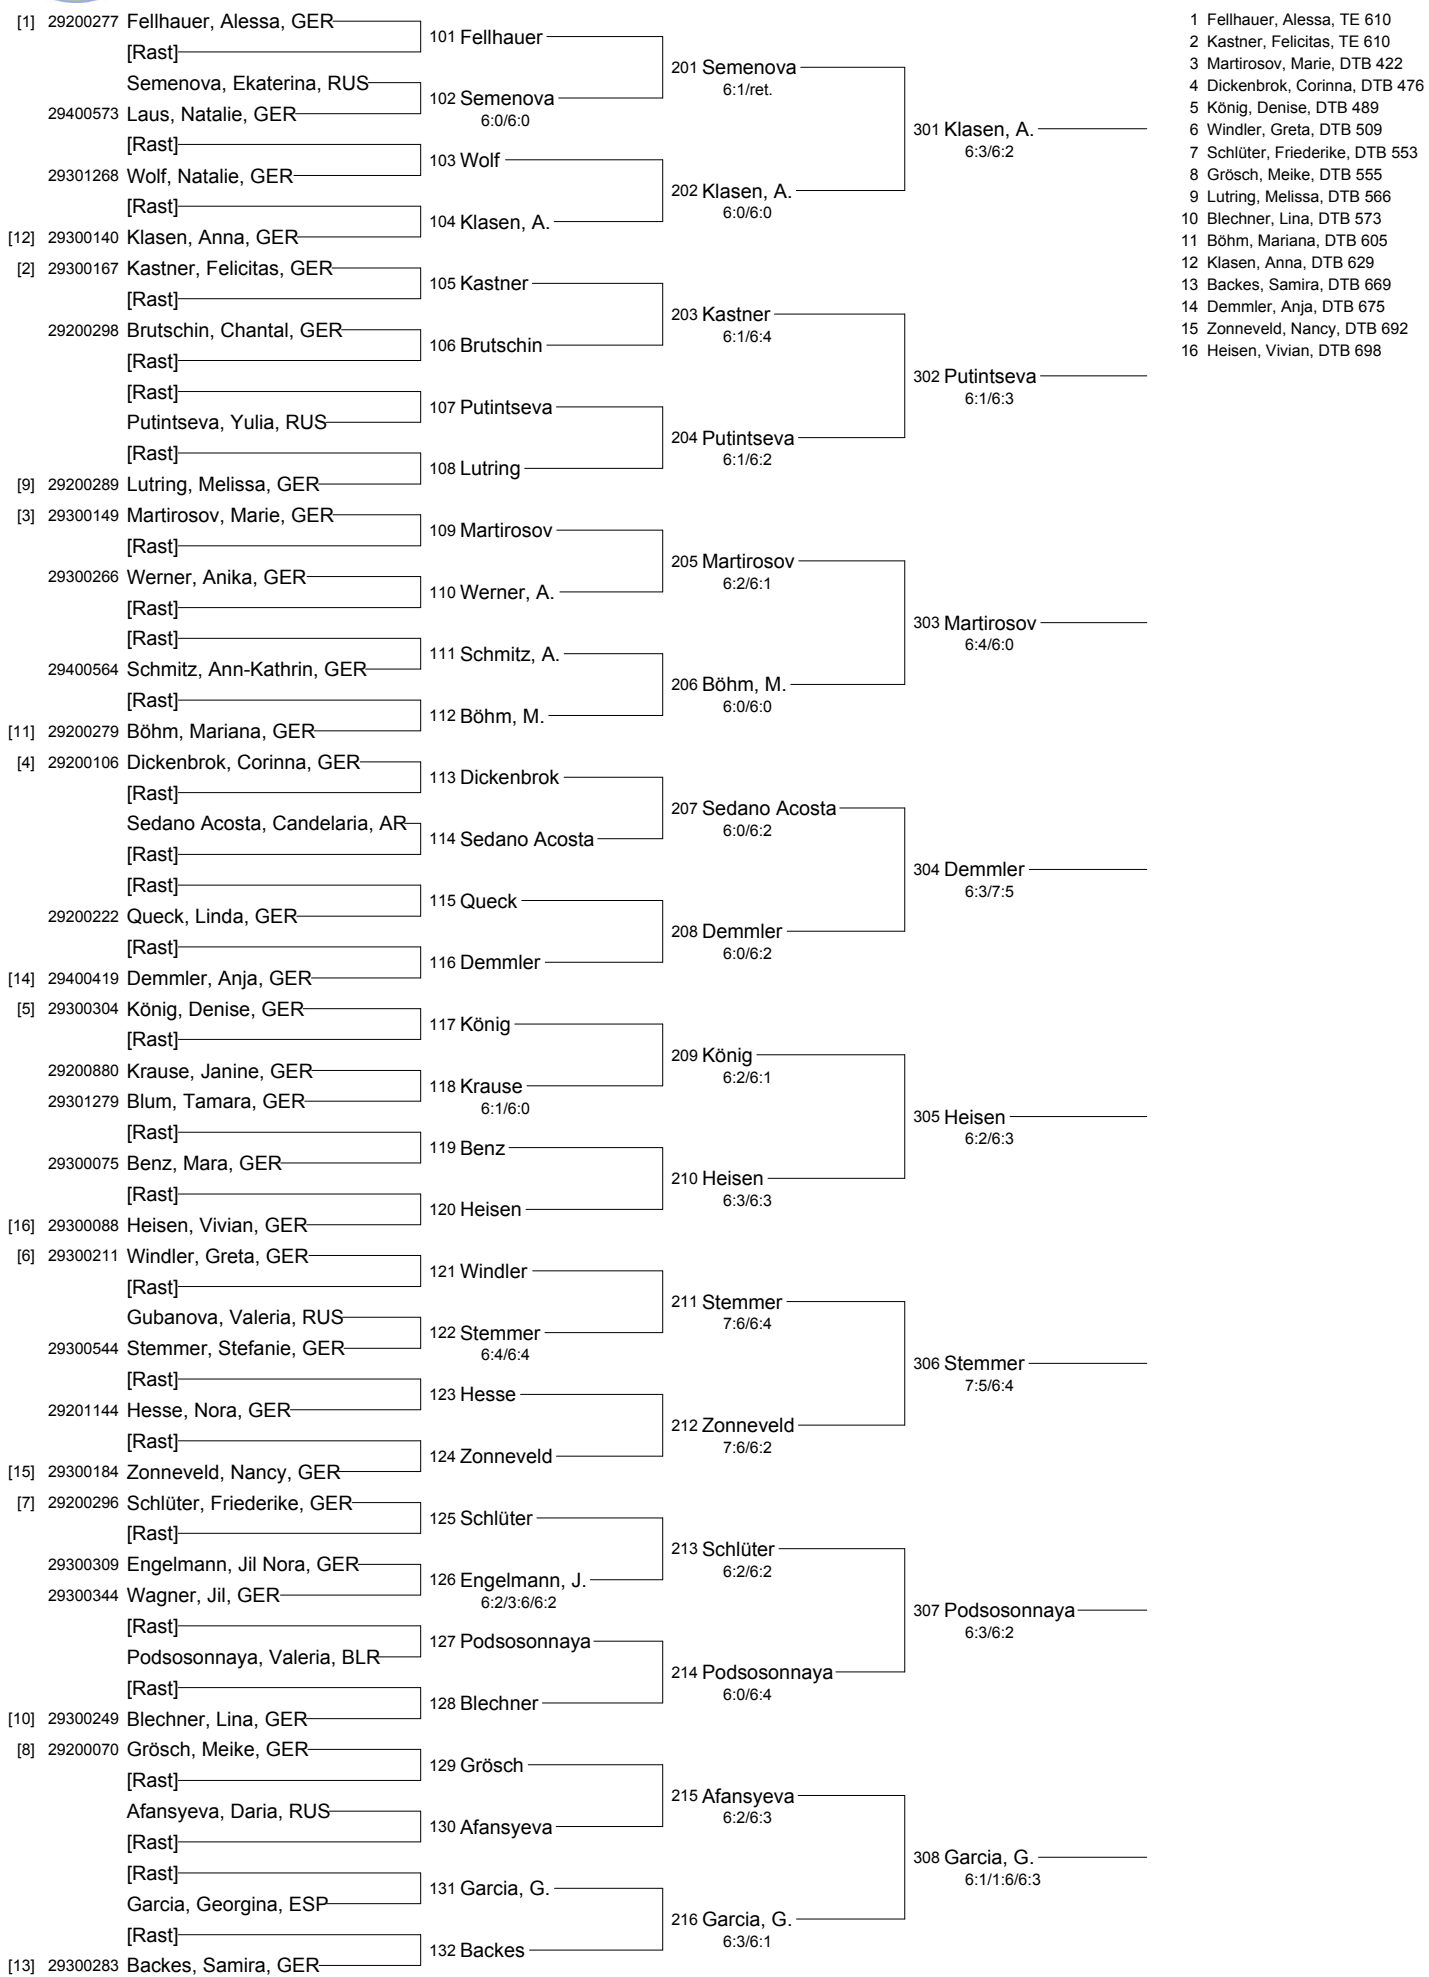 [1] 29200277 Fellhauer, Alessa, GER
[Rast]
Semenova, Ekaterina, RUS
29400573 Laus, Natalie, GER
[Rast]
29301268 Wolf, Natalie, GER
[Rast]
[12] 29300140 Klasen, Anna, GER
[2] 29300167 Kastner, Felicitas, GER
[Rast]
29200298 Brutschin, Chantal, GER
[Rast]
[Rast]
Putintseva, Yulia, RUS
[Rast]
[9] 29200289 Lutring, Melissa, GER
[3] 29300149 Martirosov, Marie, GER
[Rast]
29300266 Werner, Anika, GER
[Rast]
[Rast]
29400564 Schmitz, Ann-Kathrin, GER
[Rast]
[11] 29200279 Böhm, Mariana, GER
[4] 29200106 Dickenbrok, Corinna, GER
[Rast]
Sedano Acosta, Candelaria, AR
[Rast]
[Rast]
29200222 Queck, Linda, GER
[Rast]
[14] 29400419 Demmler, Anja, GER
[5] 29300304 König, Denise, GER
[Rast]
29200880 Krause, Janine, GER
29301279 Blum, Tamara, GER
[Rast]
29300075 Benz, Mara, GER
[Rast]
[16] 29300088 Heisen, Vivian, GER
[6] 29300211 Windler, Greta, GER
[Rast]
Gubanova, Valeria, RUS
29300544 Stemmer, Stefanie, GER
[Rast]
29201144 Hesse, Nora, GER
[Rast]
[15] 29300184 Zonneveld, Nancy, GER
[7] 29200296 Schlüter, Friederike, GER
[Rast]
29300309 Engelmann, Jil Nora, GER
29300344 Wagner, Jil, GER
[Rast]
Podsosonnaya, Valeria, BLR
[Rast]
[10] 29300249 Blechner, Lina, GER
[8] 29200070 Grösch, Meike, GER
[Rast]
Afansyeva, Daria, RUS
[Rast]
[Rast]
Garcia, Georgina, ESP
[Rast]
[13] 29300283 Backes, Samira, GER
101 Fellhauer
102 Semenova
6:0/6:0
103 Wolf
104 Klasen, A.
105 Kastner
106 Brutschin
107 Putintseva
108 Lutring
109 Martirosov
110 Werner, A.
111 Schmitz, A.
112 Böhm, M.
113 Dickenbrok
114 Sedano Acosta
115 Queck
116 Demmler
117 König
118 Krause
6:1/6:0
119 Benz
120 Heisen
121 Windler
122 Stemmer
6:4/6:4
123 Hesse
124 Zonneveld
125 Schlüter
126 Engelmann, J.
6:2/3:6/6:2
127 Podsosonnaya
128 Blechner
129 Grösch
130 Afansyeva
131 Garcia, G.
132 Backes
201 Semenova
6:1/ret.
202 Klasen, A.
6:0/6:0
203 Kastner
6:1/6:4
204 Putintseva
6:1/6:2
205 Martirosov
6:2/6:1
206 Böhm, M.
6:0/6:0
207 Sedano Acosta
6:0/6:2
208 Demmler
6:0/6:2
209 König
6:2/6:1
210 Heisen
6:3/6:3
211 Stemmer
7:6/6:4
212 Zonneveld
7:6/6:2
213 Schlüter
6:2/6:2
214 Podsosonnaya
6:0/6:4
215 Afansyeva
6:2/6:3
216 Garcia, G.
6:3/6:1
301 Klasen, A.
6:3/6:2
302 Putintseva
6:1/6:3
303 Martirosov
6:4/6:0
304 Demmler
6:3/7:5
305 Heisen
6:2/6:3
306 Stemmer
7:5/6:4
307 Podsosonnaya
6:3/6:2
308 Garcia, G.
6:1/1:6/6:3
1 Fellhauer, Alessa, TE 610
2 Kastner, Felicitas, TE 610
3 Martirosov, Marie, DTB 422
4 Dickenbrok, Corinna, DTB 476
5 König, Denise, DTB 489
6 Windler, Greta, DTB 509
7 Schlüter, Friederike, DTB 553
8 Grösch, Meike, DTB 555
9 Lutring, Melissa, DTB 566
10 Blechner, Lina, DTB 573
11 Böhm, Mariana, DTB 605
12 Klasen, Anna, DTB 629
13 Backes, Samira, DTB 669
14 Demmler, Anja, DTB 675
15 Zonneveld, Nancy, DTB 692
16 Heisen, Vivian, DTB 698